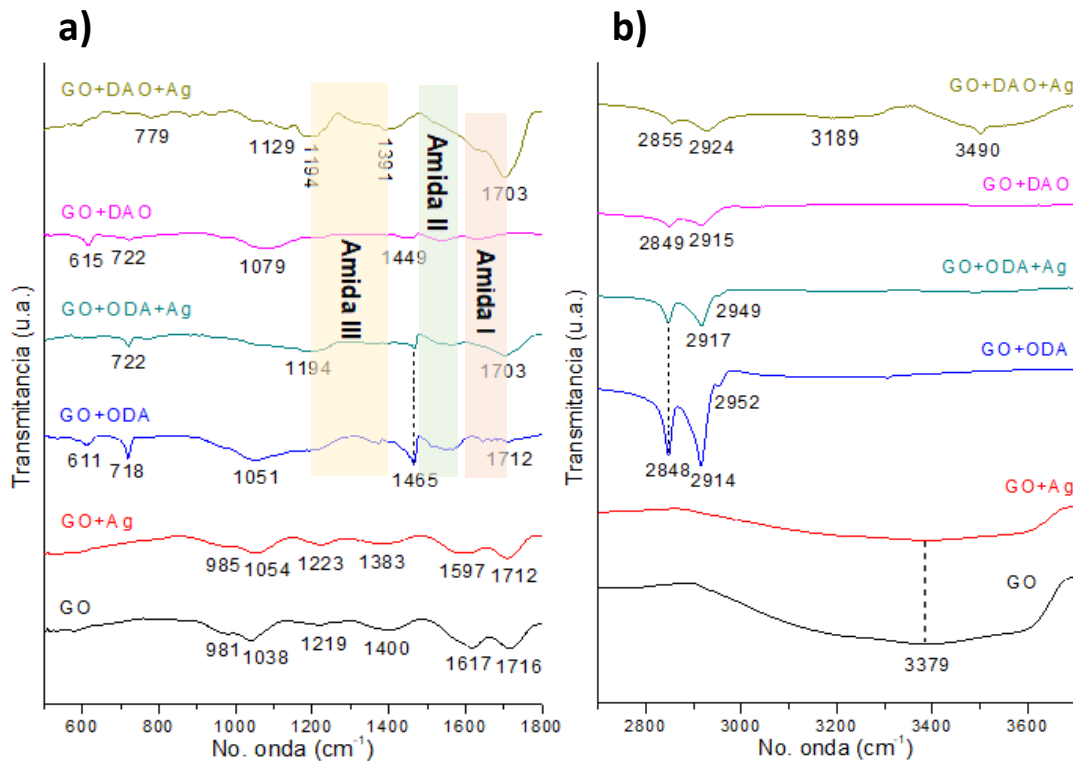 a)
GO+DAO+Ag
779
1129
1194
1391
1703
Amida II
GO+DAO
615
722
1079
1449
Amida III
Amida I
GO+ODA+Ag
722
1194
1703
GO+ODA
611
718
1051
1465
1712
GO+Ag
985
1054
1223
1383
1597
1712
GO
981
1038
1219
1400
1617
1716
Transmitancia (u.a.)
600 800 1000 1200 1400 1600 1800
No. onda (cm⁻¹)
b)
GO+DAO+Ag
2855
2924
3189
3490
GO+DAO
2849
2915
GO+ODA+Ag
2949
2917
GO+ODA
2952
2848
2914
GO+Ag
GO
3379
Transmitancia (u.a.)
2800 3000 3200 3400 3600
No. onda (cm⁻¹)